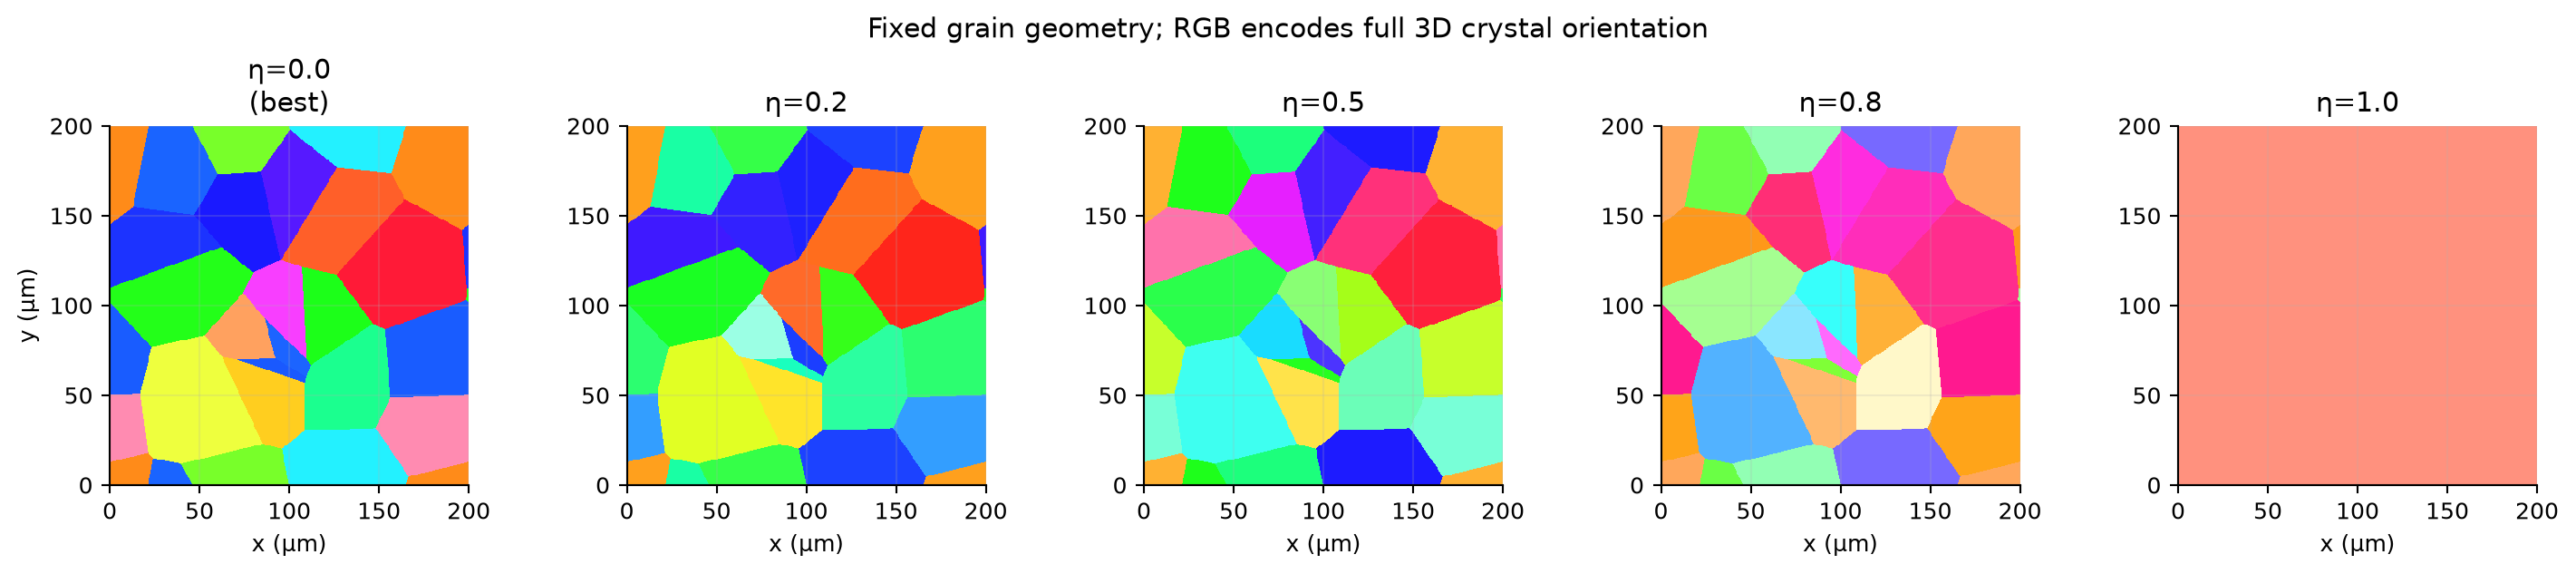 Fixed grain geometry; RGB encodes full 3D crystal orientation
η=0.0
(best)
η=0.2
η=0.5
η=0.8
η=1.0
200
150
100
50
0
y (μm)
0 50 100 150 200
x (μm)
200
150
100
50
0
0 50 100 150 200
x (μm)
200
150
100
50
0
0 50 100 150 200
x (μm)
200
150
100
50
0
0 50 100 150 200
x (μm)
200
150
100
50
0
0 50 100 150 200
x (μm)